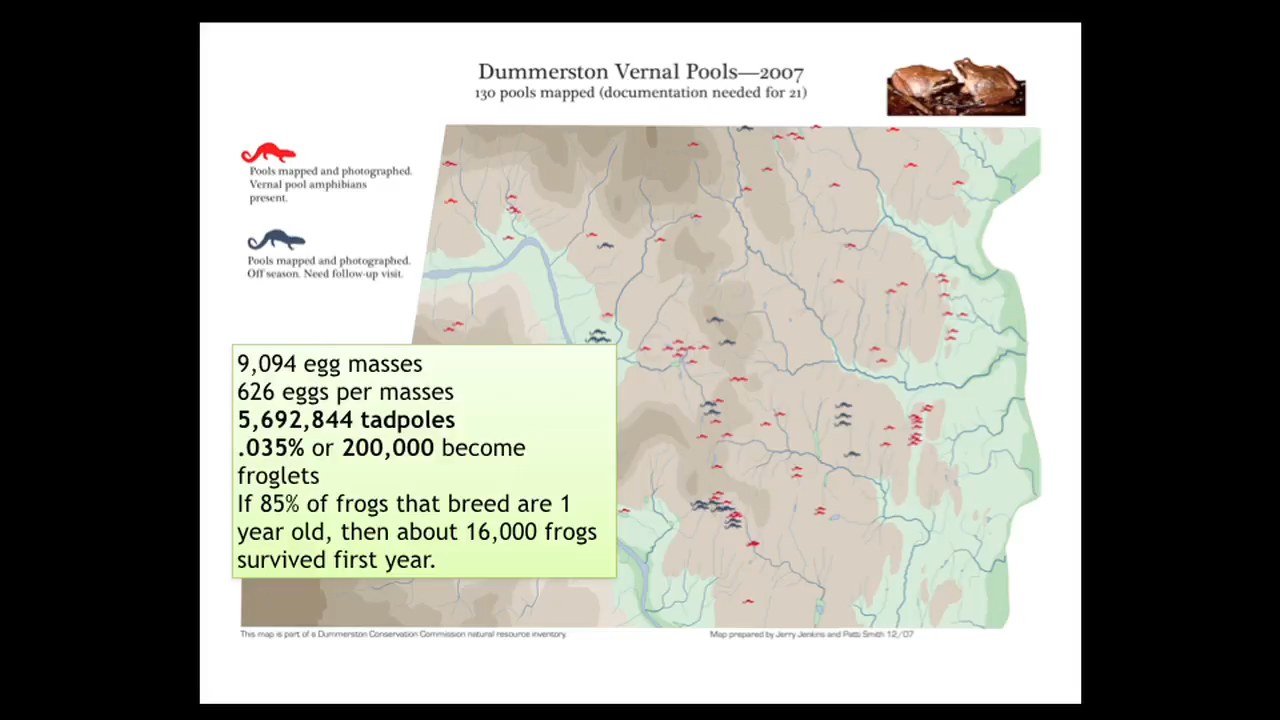 Dummerston Vernal Pools—2007
130 pools mapped (documentation needed for 21)
Pools mapped and photographed.
Vernal pool amphibians
present.
Pools mapped and photographed.
Off season. Need follow-up visit.
9,094 egg masses
626 eggs per masses
5,692,844 tadpoles
.035% or 200,000 become
froglets
If 85% of frogs that breed are 1
year old, then about 16,000 frogs
survived first year.
This map is part of a Dummerston Conservation Commission natural resource inventory.
Map prepared by Jerry Jenkins and Patti Smith 12/07